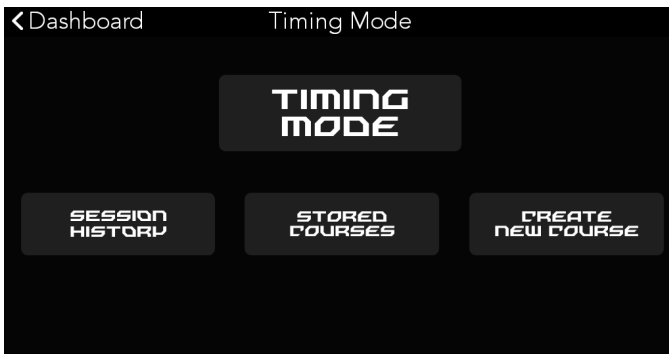 Dashboard
Timing Mode
TIMING
MODE
SESSION
HISTORY
STORED
COURSES
CREATE
NEW COURSE